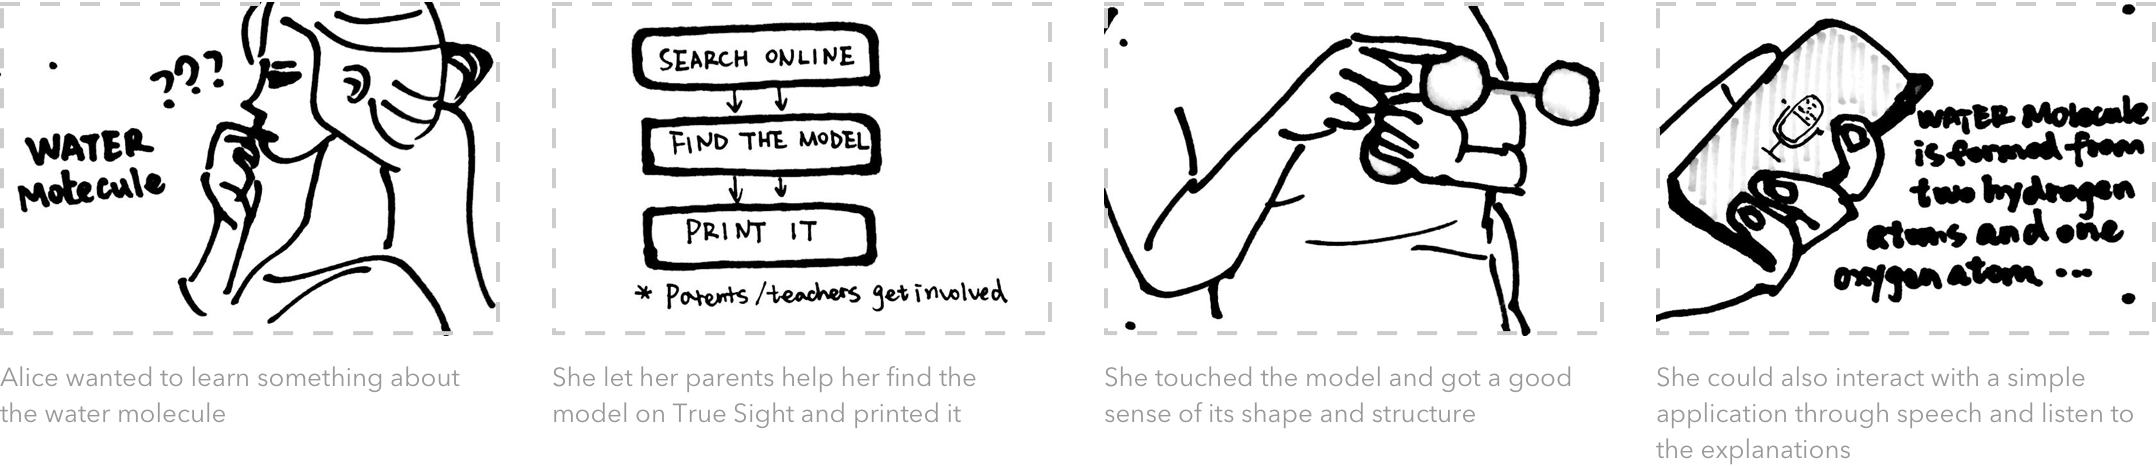 ???
WATER
Molecule
Alice wanted to learn something about
the water molecule
SEARCH ONLINE
FIND THE MODEL
PRINT IT
* Parents/teachers get involved
She let her parents help her find the
model on True Sight and printed it
She touched the model and got a good
sense of its shape and structure
WATER Molecule
is formed from
two hydrogen
atoms and one
oxygen atom ...
She could also interact with a simple
application through speech and listen to
the explanations